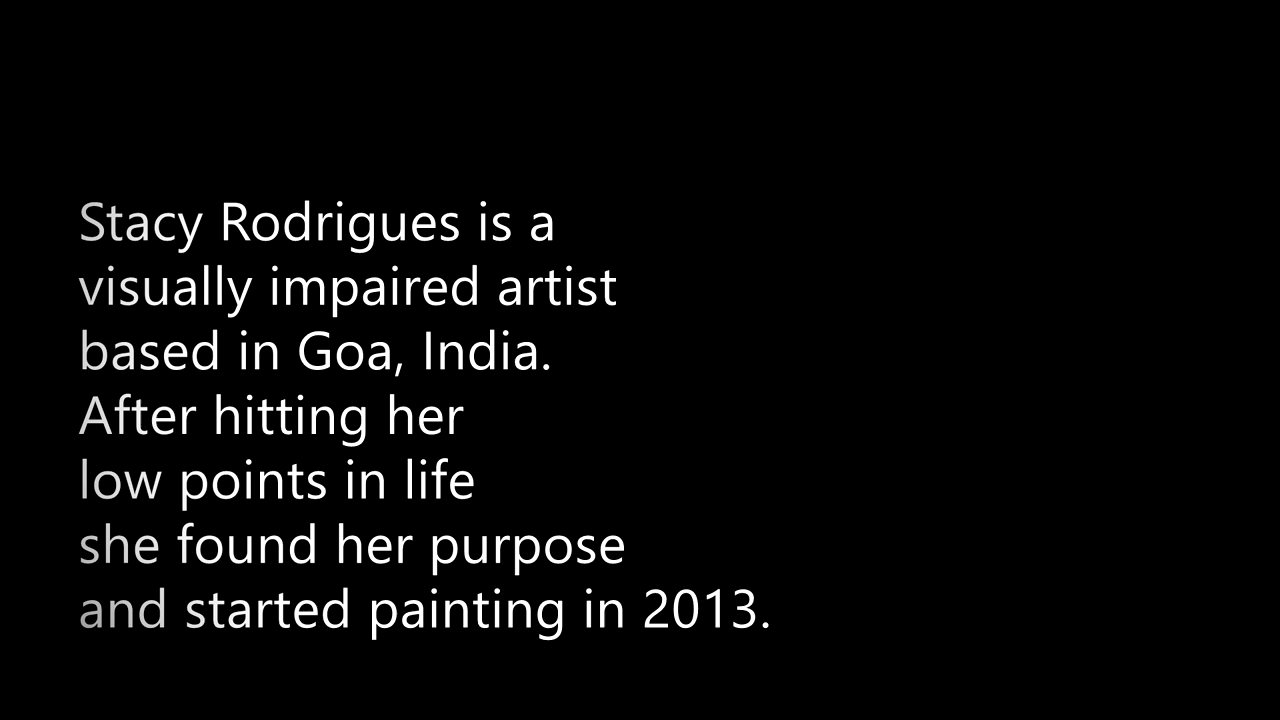 Stacy Rodrigues is a
visually impaired artist
based in Goa, India.
After hitting her
low points in life
she found her purpose
and started painting in 2013.